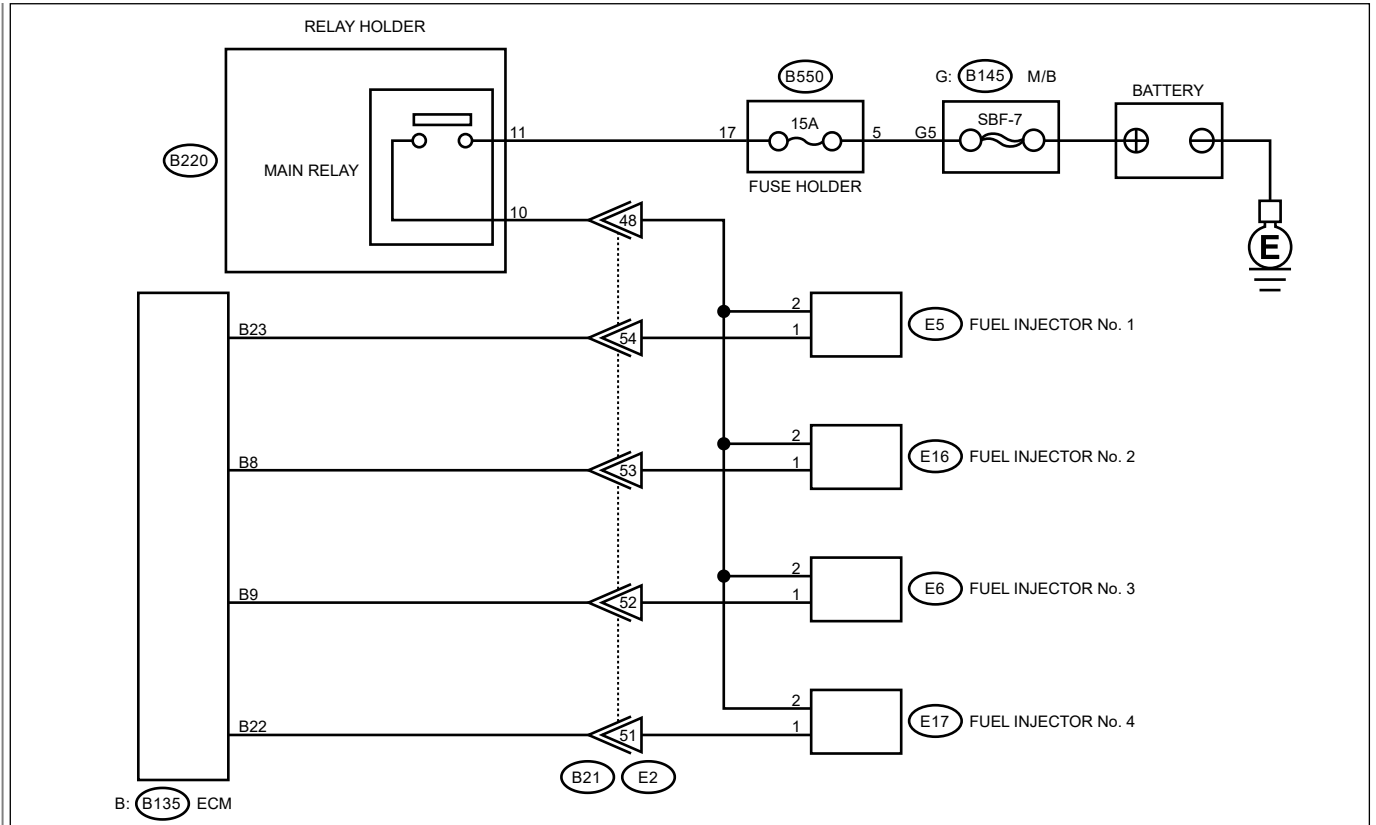 RELAY HOLDER
B550
G: B145 M/B
BATTERY
15A
SBF-7
11
17
5
G5
B220
MAIN RELAY
FUSE HOLDER
10
48
E
2
B23
54
1
E5 FUEL INJECTOR No. 1
2
B8
53
1
E16 FUEL INJECTOR No. 2
2
B9
52
1
E6 FUEL INJECTOR No. 3
2
B22
51
1
E17 FUEL INJECTOR No. 4
B21 E2
B: B135 ECM